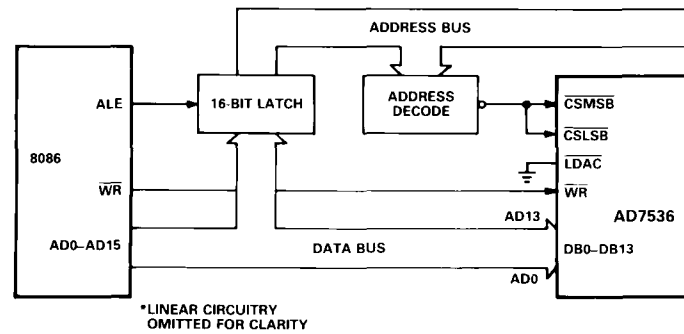 ADDRESS BUS
ALE
16-BIT LATCH
ADDRESS
DECODE
CSMSB
CSLSB
8086
LDAC
WR
WR
AD7536
AD13
AD0–AD15
DATA BUS
DB0–DB13
AD0
*LINEAR CIRCUITRY
OMITTED FOR CLARITY